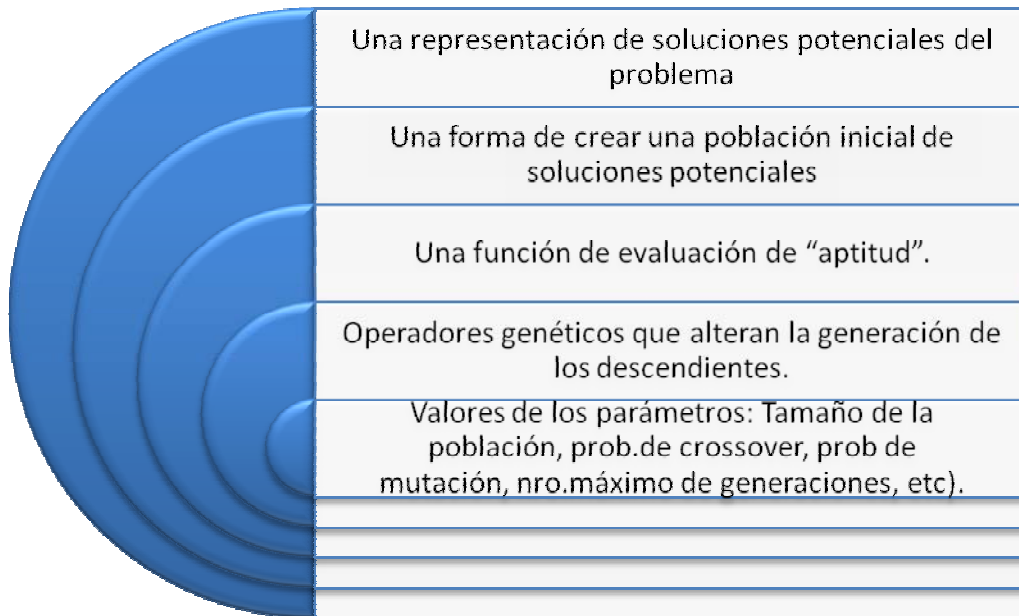 Una representación de soluciones potenciales del
problema
Una forma de crear una población inicial de
soluciones potenciales
Una función de evaluación de “aptitud”.
Operadores genéticos que alteran la generación de
los descendientes.
Valores de los parámetros: Tamaño de la
población, prob.de crossover, prob de
mutación, nro.máximo de generaciones, etc).